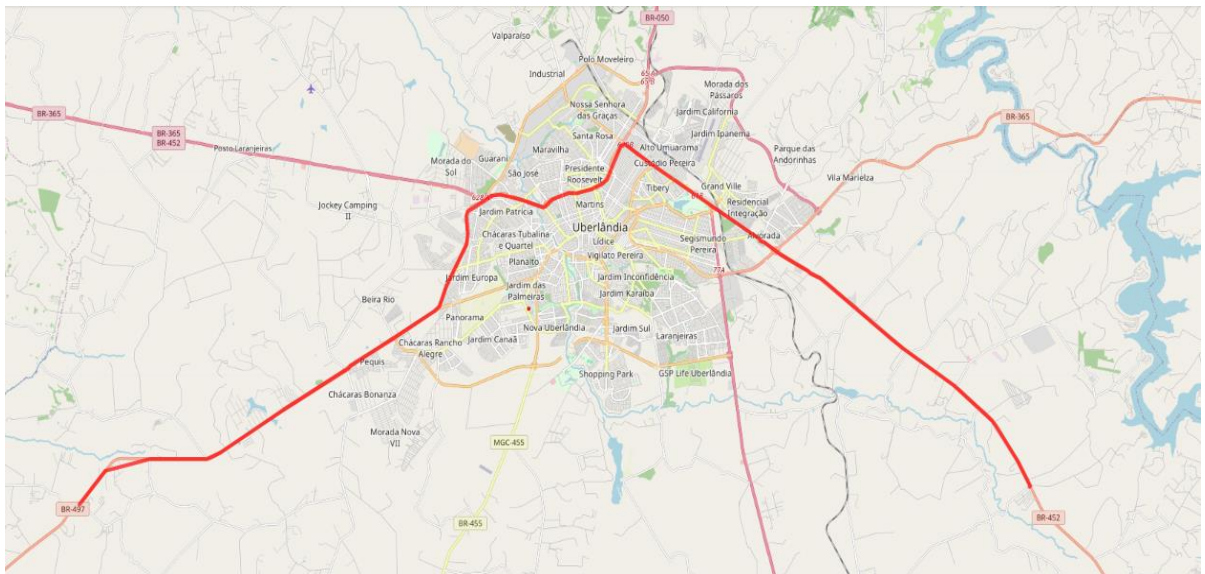 BR-050
Valparaíso
Polo Moveleiro
Industrial
Morada dos
Pássaros
Nossa Senhora
das Graças
BR-365
Jardim California
BR-365
BR-365
BR-452
Santa Rosa
Jardim Ipanema
Posto Laranjeiras
Maravilha
Alto Umuarama
Parque das
Andorinhas
Morada do
Sol
Guarani
São José
Presidente
Roosevelt
Custódio Pereira
Vila Marielza
Tibery
Grand Ville
Jockey Camping
II
Jardim Patrícia
Martins
Residencial
Integração
Chácaras Tubalina
e Quartel
Uberlândia
Lídice
Segismundo
Pereira
Alvorada
Planalto
Vigilato Pereira
774
Jardim Europa
Jardim das
Palmeiras
Jardim Inconfidência
Jardim Karaíba
Beira Rio
Panorama
Nova Uberlândia
Jardim Sul
Laranjeiras
Chácaras Rancho
Alegre
Jardim Canaã
Pequis
Shopping Park
GSP Life Uberlândia
Chácaras Bonanza
Morada Nova
VII
MGC-455
BR-497
BR-455
BR-452